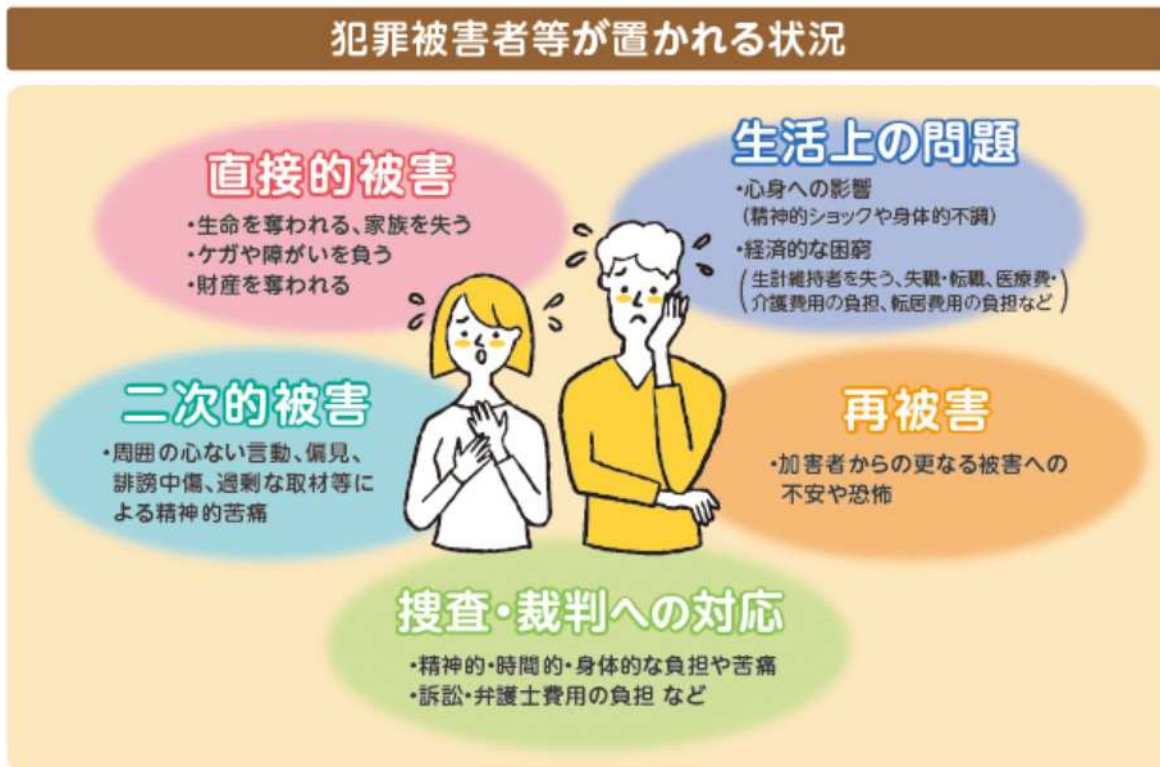 犯罪被害者等が置かれる状況
直接的被害
・生命を奪われる、家族を失う
・ケガや障がいを負う
・財産を奪われる
生活上の問題
・心身への影響
(精神的ショックや身体的不調)
・経済的な困窮
(生計維持者を失う、失職・転職、医療費・
介護費用の負担、転居費用の負担など)
二次的被害
・周囲の心ない言動、偏見、
誹謗中傷、過剰な取材等に
よる精神的苦痛
再被害
・加害者からの更なる被害への
不安や恐怖
捜査・裁判への対応
・精神的・時間的・身体的な負担や苦痛
・訴訟・弁護士費用の負担 など